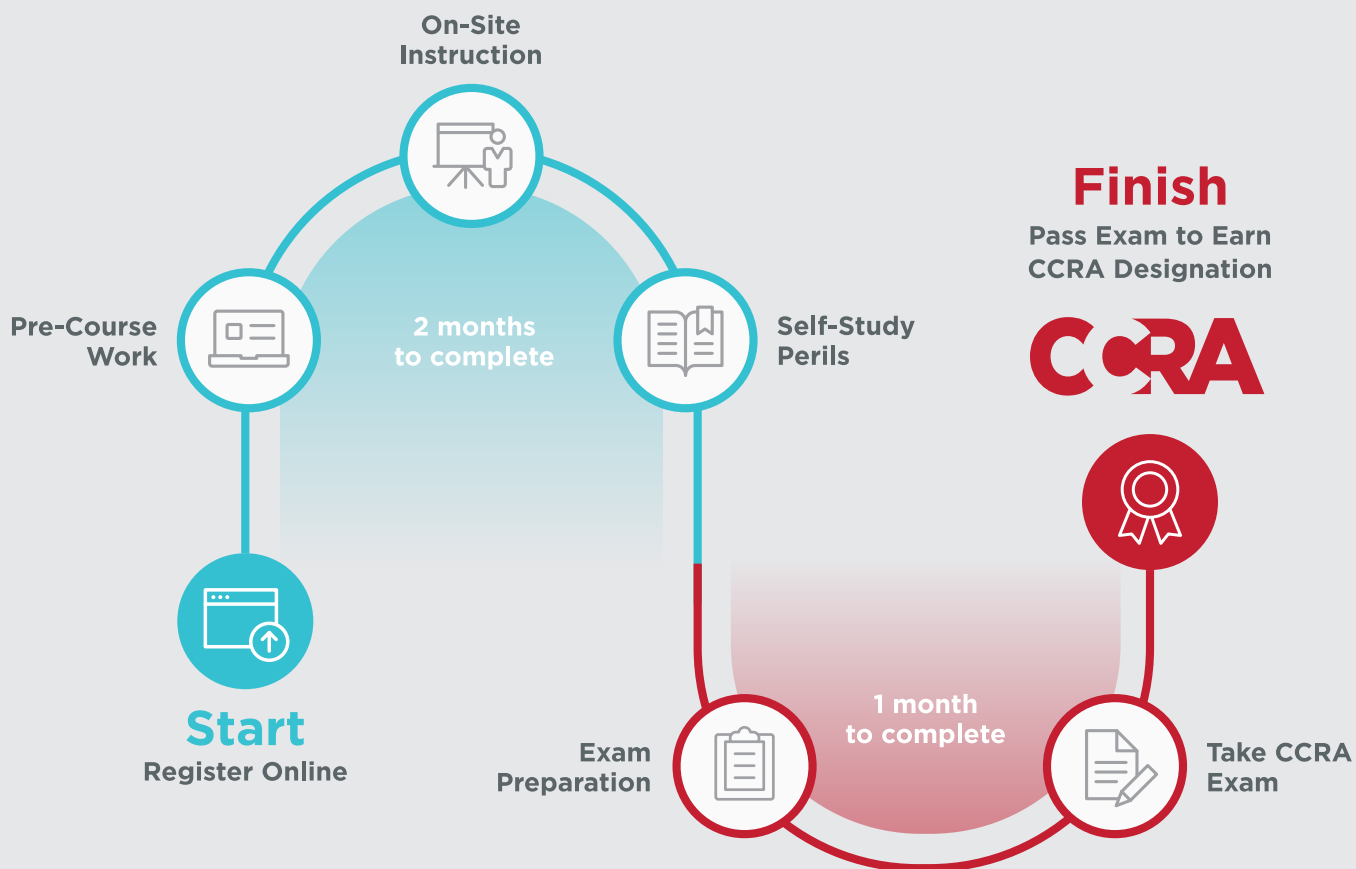 On-Site
Instruction
Finish
Pass Exam to Earn
CCRA Designation
Pre-Course
Work
2 months
to complete
Self-Study
Perils
CCRA
Start
Register Online
Exam
Preparation
1 month
to complete
Take CCRA
Exam